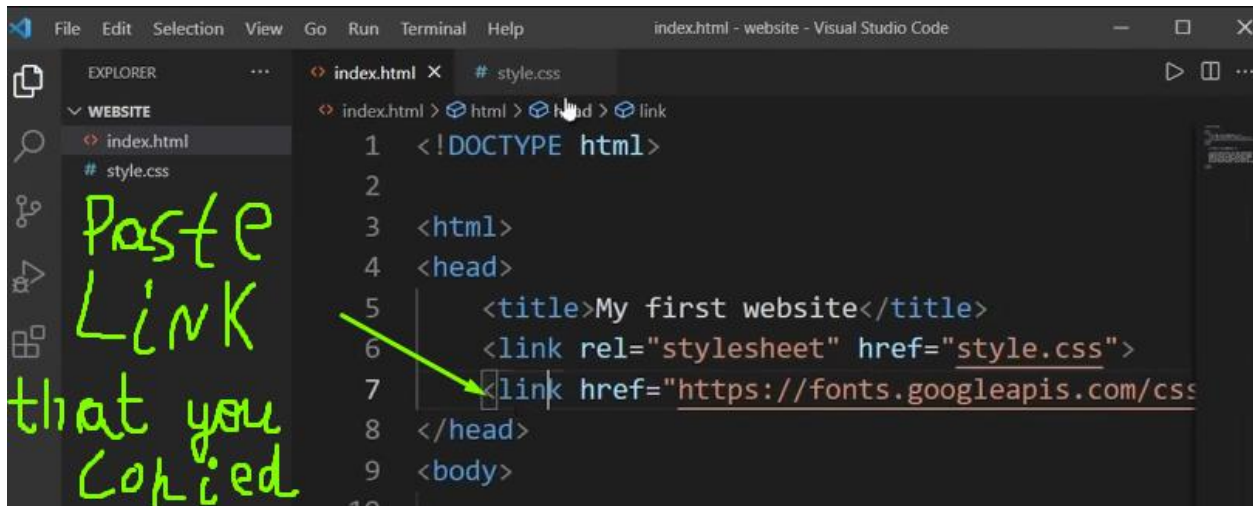 File Edit Selection View Go Run Terminal Help index.html - website - Visual Studio Code
EXPLORER ... <> index.html # style.css
WEBSITE
index.html > html > head > link
<> index.html
# style.css
1 <!DOCTYPE html>
2
3 <html>
4 <head>
5 <title>My first website</title>
6 <link rel="stylesheet" href="style.css">
7 <link href="https://fonts.googleapis.com/css
8 </head>
9 <body>
10
Paste
Link
that you
copied